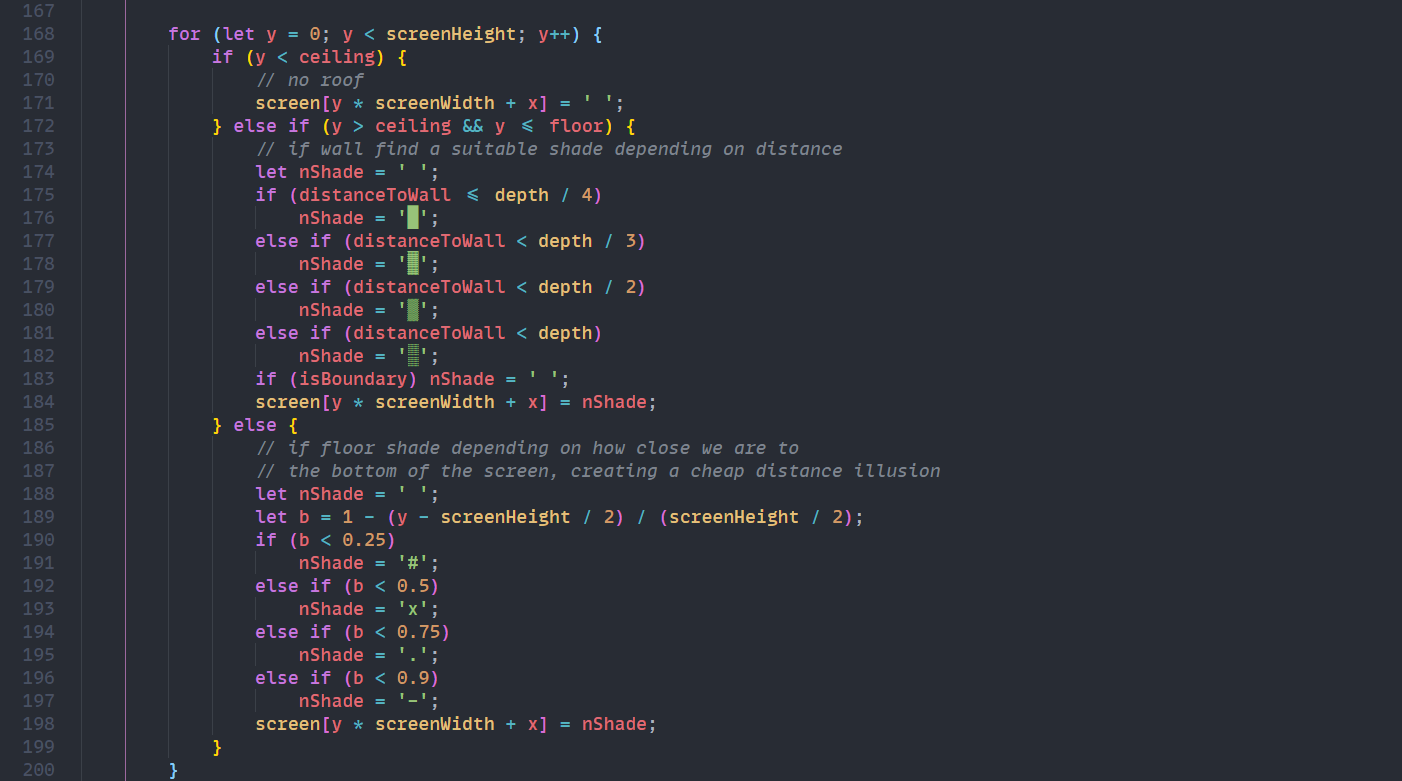 167
168 for (let y = 0; y < screenHeight; y++) {
169 if (y < ceiling) {
170 // no roof
171 screen[y * screenWidth + x] = ' ';
172 } else if (y > ceiling && y <= floor) {
173 // if wall find a suitable shade depending on distance
174 let nShade = ' ';
175 if (distanceToWall <= depth / 4)
176 nShade = '█';
177 else if (distanceToWall < depth / 3)
178 nShade = '▓';
179 else if (distanceToWall < depth / 2)
180 nShade = '▒';
181 else if (distanceToWall < depth)
182 nShade = '░';
183 if (isBoundary) nShade = ' ';
184 screen[y * screenWidth + x] = nShade;
185 } else {
186 // if floor shade depending on how close we are to
187 // the bottom of the screen, creating a cheap distance illusion
188 let nShade = ' ';
189 let b = 1 - (y - screenHeight / 2) / (screenHeight / 2);
190 if (b < 0.25)
191 nShade = '#';
192 else if (b < 0.5)
193 nShade = 'x';
194 else if (b < 0.75)
195 nShade = '.';
196 else if (b < 0.9)
197 nShade = '-';
198 screen[y * screenWidth + x] = nShade;
199 }
200 }